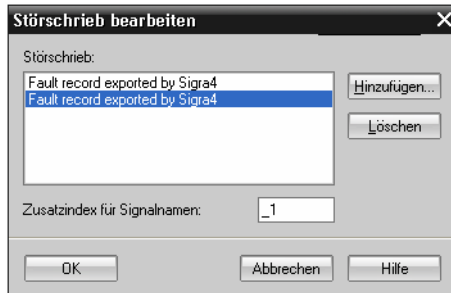 Störschrieb bearbeiten
Störschrieb:
Fault record exported by Sigra4
Fault record exported by Sigra4
Hinzufügen...
Löschen
Zusatzindex für Signalnamen:
_1
OK
Abbrechen
Hilfe